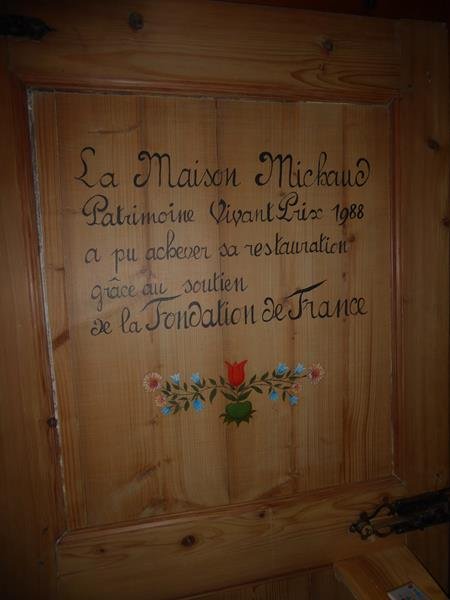 La Maison Michaud
Patrimoine Vivant Prix 1988
a pu achever sa restauration
grâce au soutien
de la Fondation de France